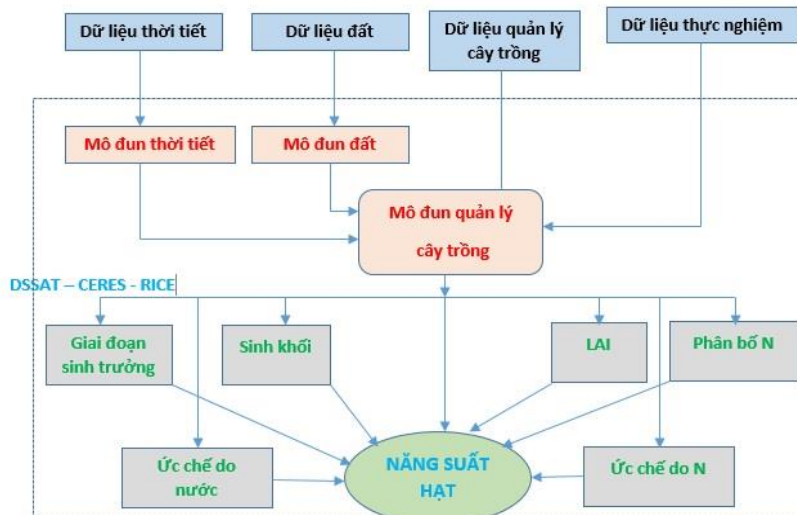 Dữ liệu thời tiết
Dữ liệu đất
Dữ liệu quản lý
cây trồng
Dữ liệu thực nghiệm
Mô đun thời tiết
Mô đun đất
Mô đun quản lý
cây trồng
DSSAT – CERES - RICE
Giai đoạn
sinh trưởng
Sinh khối
LAI
Phân bố N
Ức chế do
nước
NĂNG SUẤT
HẠT
Ức chế do N